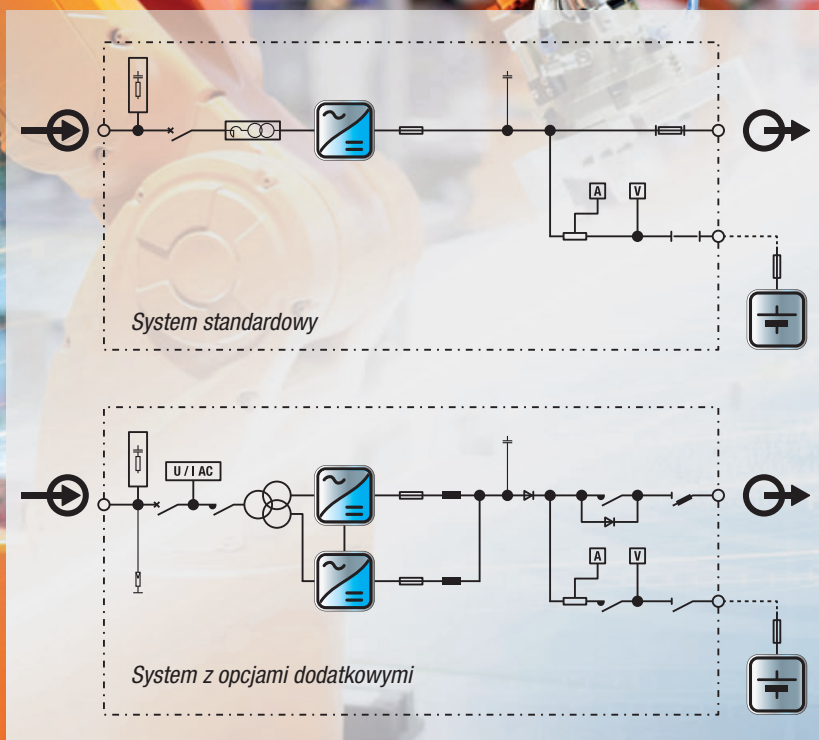 A V
System standardowy
U / I AC
A V
System z opcjami dodatkowymi